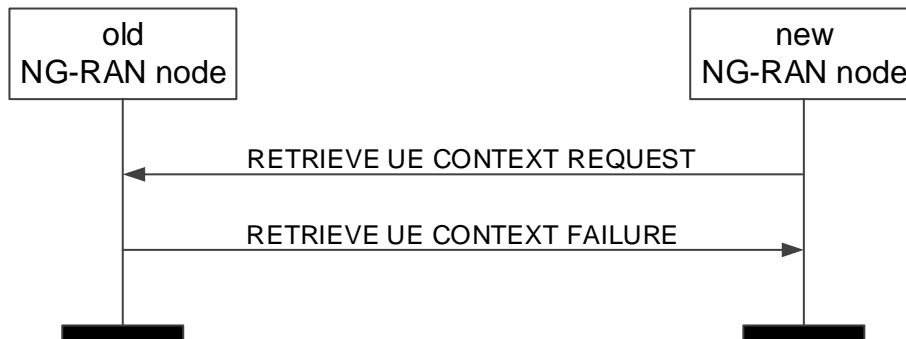 old
NG-RAN node
new
NG-RAN node
RETRIEVE UE CONTEXT REQUEST
RETRIEVE UE CONTEXT FAILURE